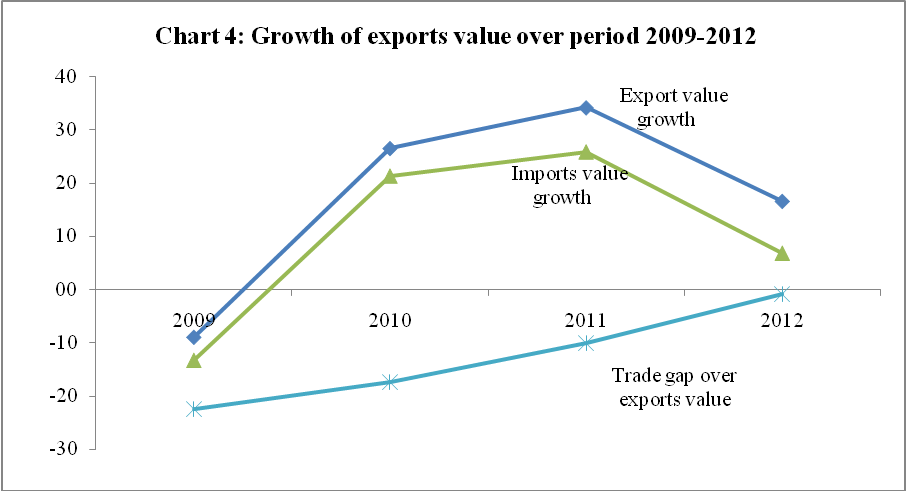 Chart 4: Growth of exports value over period 2009-2012
40
30
20
10
00
-10
-20
-30
Export value
growth
Imports value
growth
2009
2010
2011
2012
Trade gap over
exports value